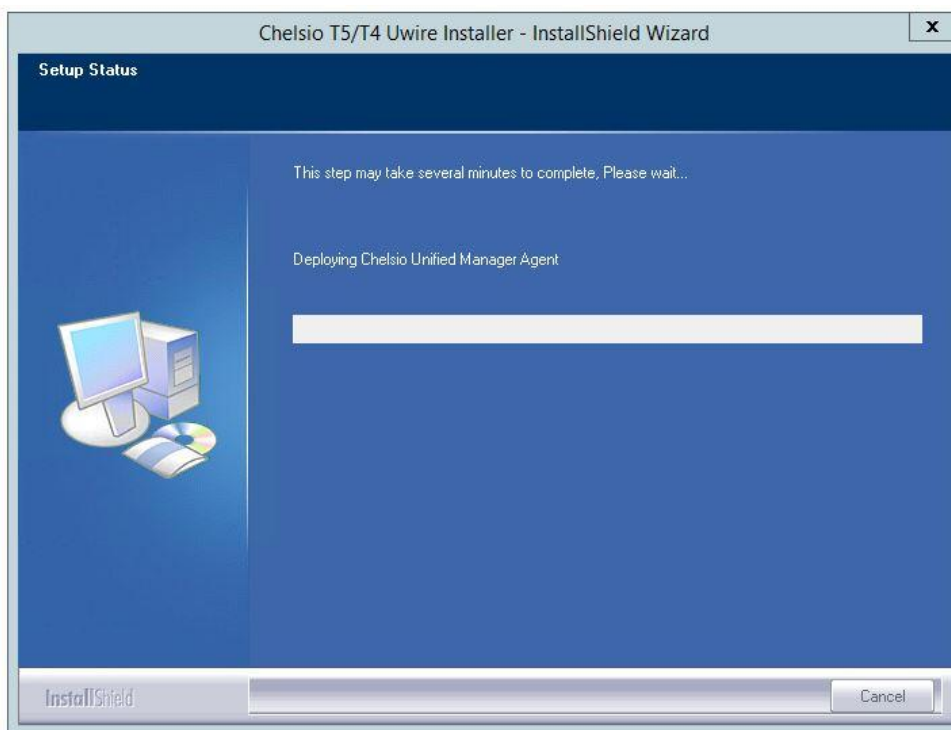 Chelsio T5/T4 Uwire Installer - InstallShield Wizard
x
Setup Status
This step may take several minutes to complete, Please wait...
Deploying Chelsio Unified Manager Agent
InstallShield
Cancel